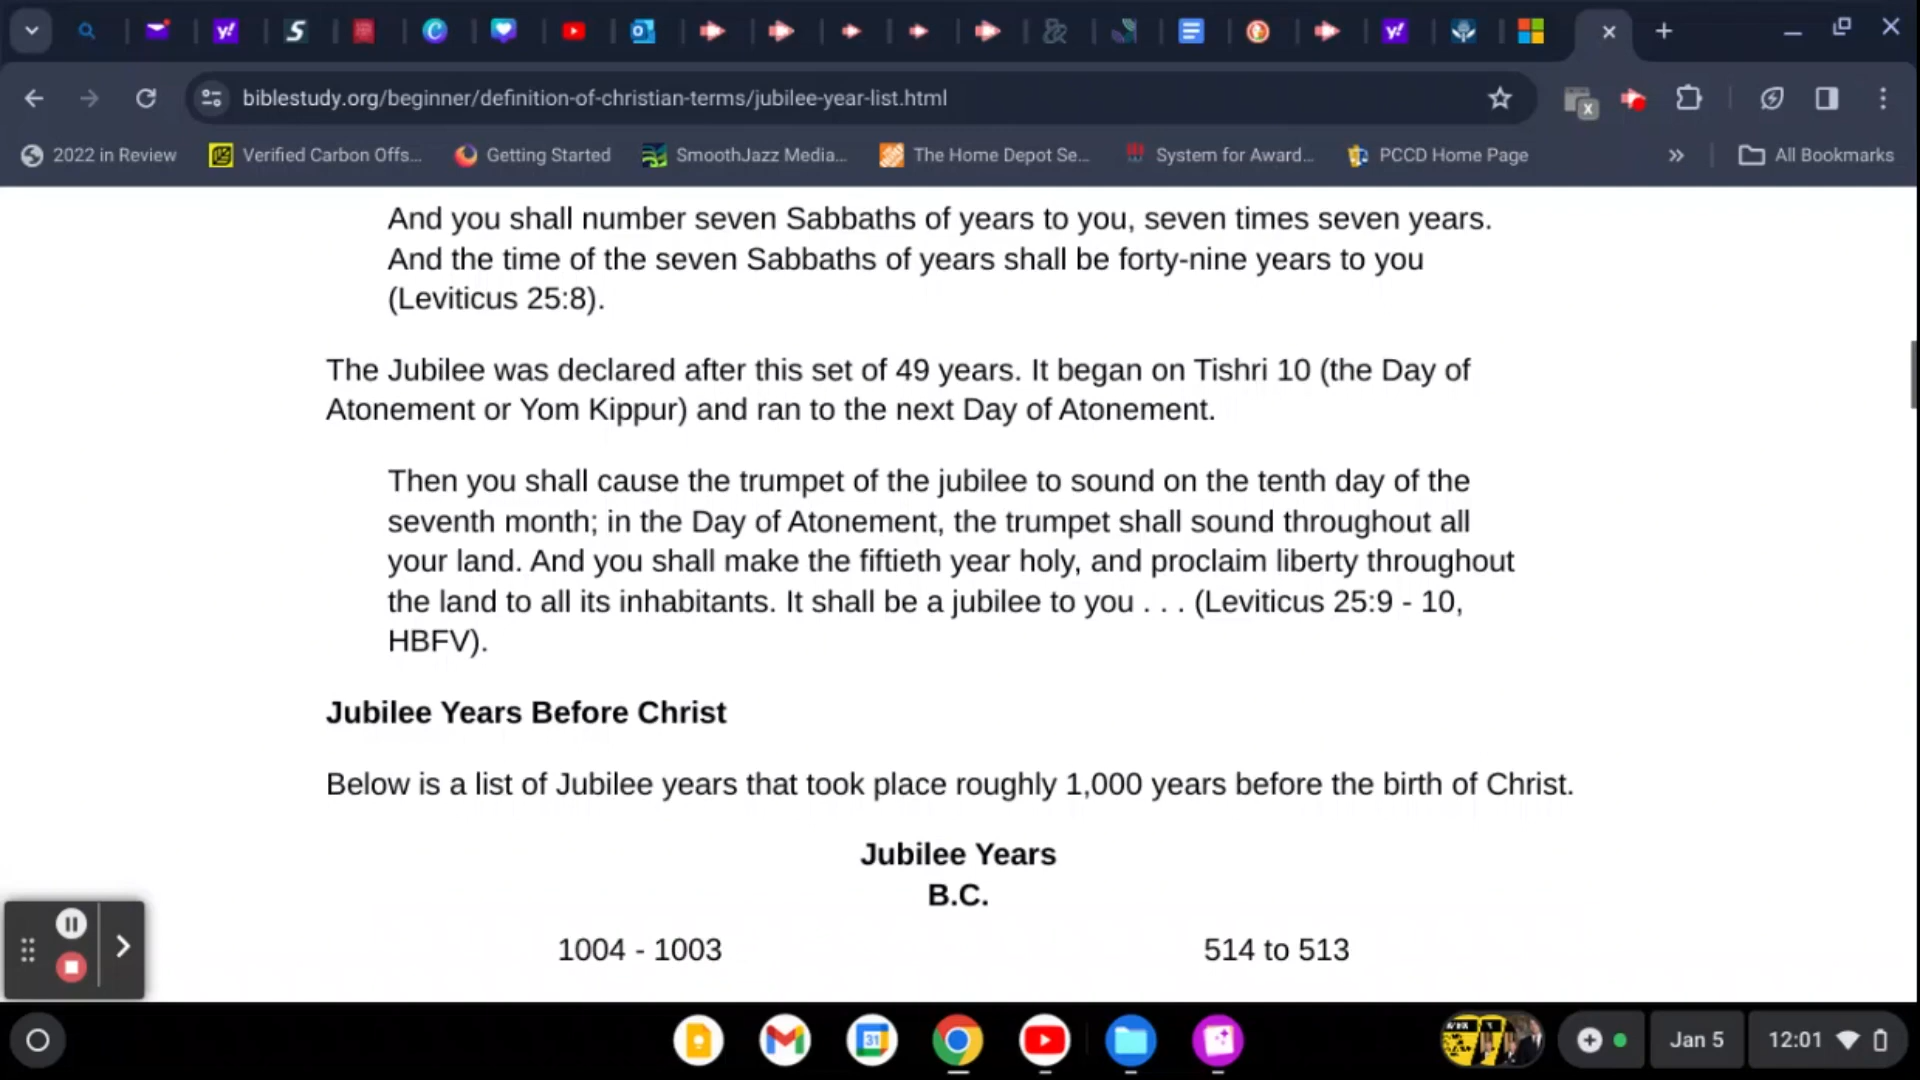 biblestudy.org/beginner/definition-of-christian-terms/jubilee-year-list.html
2022 in Review
Verified Carbon Offs...
Getting Started
SmoothJazz Media...
The Home Depot Se...
System for Award...
PCCD Home Page
All Bookmarks
And you shall number seven Sabbaths of years to you, seven times seven years.
And the time of the seven Sabbaths of years shall be forty-nine years to you
(Leviticus 25:8).
The Jubilee was declared after this set of 49 years. It began on Tishri 10 (the Day of
Atonement or Yom Kippur) and ran to the next Day of Atonement.
Then you shall cause the trumpet of the jubilee to sound on the tenth day of the
seventh month; in the Day of Atonement, the trumpet shall sound throughout all
your land. And you shall make the fiftieth year holy, and proclaim liberty throughout
the land to all its inhabitants. It shall be a jubilee to you . . . (Leviticus 25:9 - 10,
HBFV).
Jubilee Years Before Christ
Below is a list of Jubilee years that took place roughly 1,000 years before the birth of Christ.
Jubilee Years
B.C.
1004 - 1003
514 to 513
Jan 5
12:01